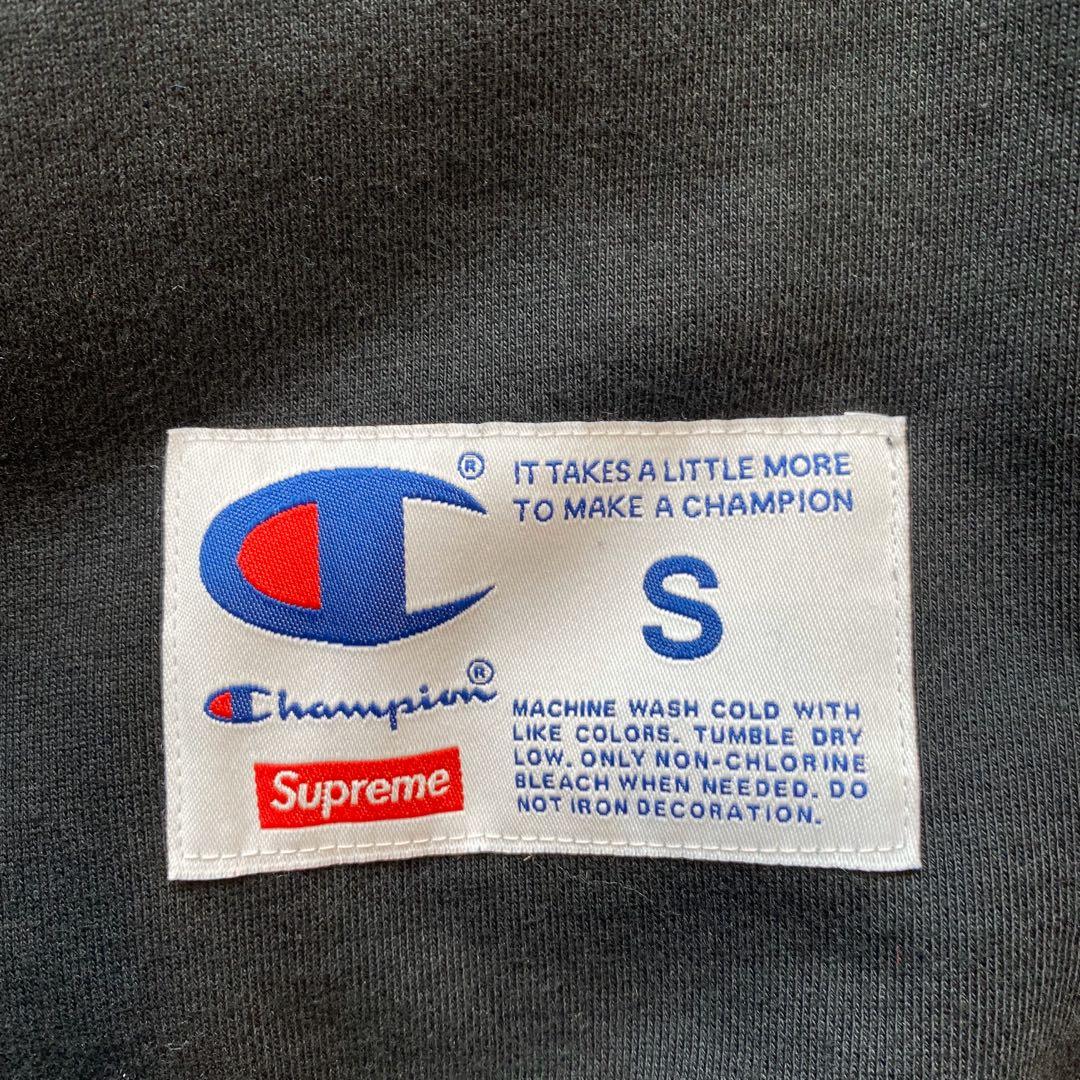 ®
IT TAKES A LITTLE MORE
TO MAKE A CHAMPION
S
Champion®
Supreme
MACHINE WASH COLD WITH
LIKE COLORS. TUMBLE DRY
LOW. ONLY NON-CHLORINE
BLEACH WHEN NEEDED. DO
NOT IRON DECORATION.